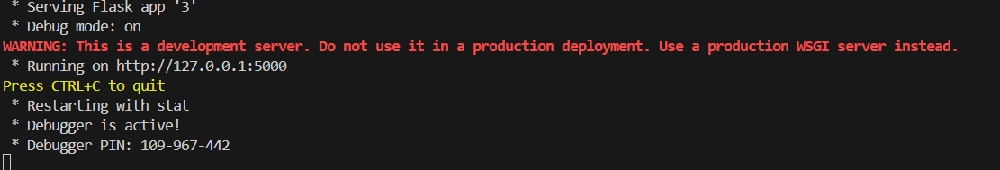 * Serving Flask app '3'
* Debug mode: on
WARNING: This is a development server. Do not use it in a production deployment. Use a production WSGI server instead.
* Running on http://127.0.0.1:5000
Press CTRL+C to quit
* Restarting with stat
* Debugger is active!
* Debugger PIN: 109-967-442